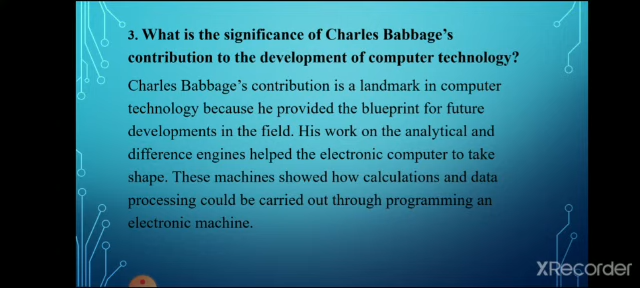 3. What is the significance of Charles Babbage's
contribution to the development of computer technology?
Charles Babbage's contribution is a landmark in computer
technology because he provided the blueprint for future
developments in the field. His work on the analytical and
difference engines helped the electronic computer to take
shape. These machines showed how calculations and data
processing could be carried out through programming an
electronic machine.
XRecorder